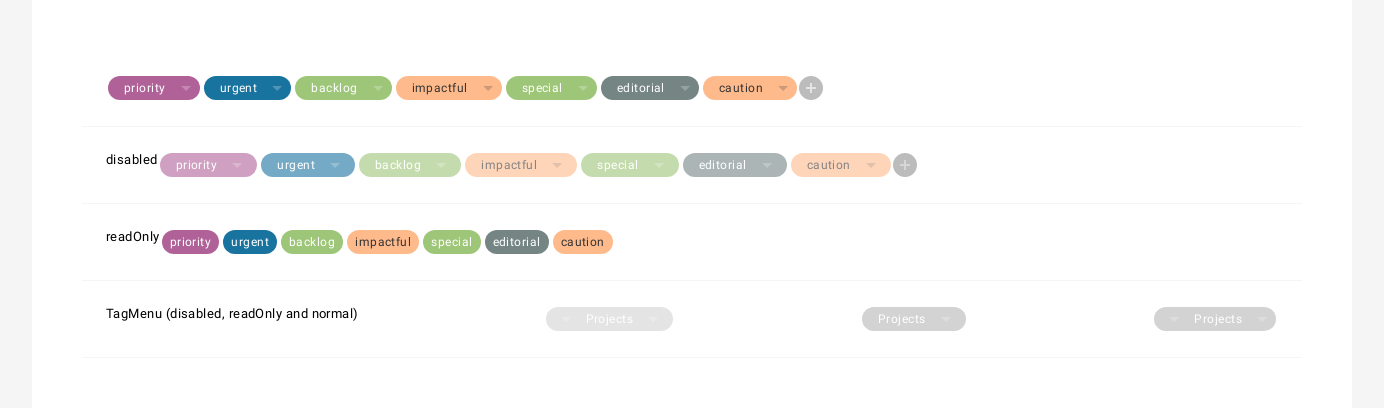 priority urgent backlog impactful special editorial caution
disabled priority urgent backlog impactful special editorial caution
readOnly priority urgent backlog impactful special editorial caution
TagMenu (disabled, readOnly and normal) Projects Projects Projects